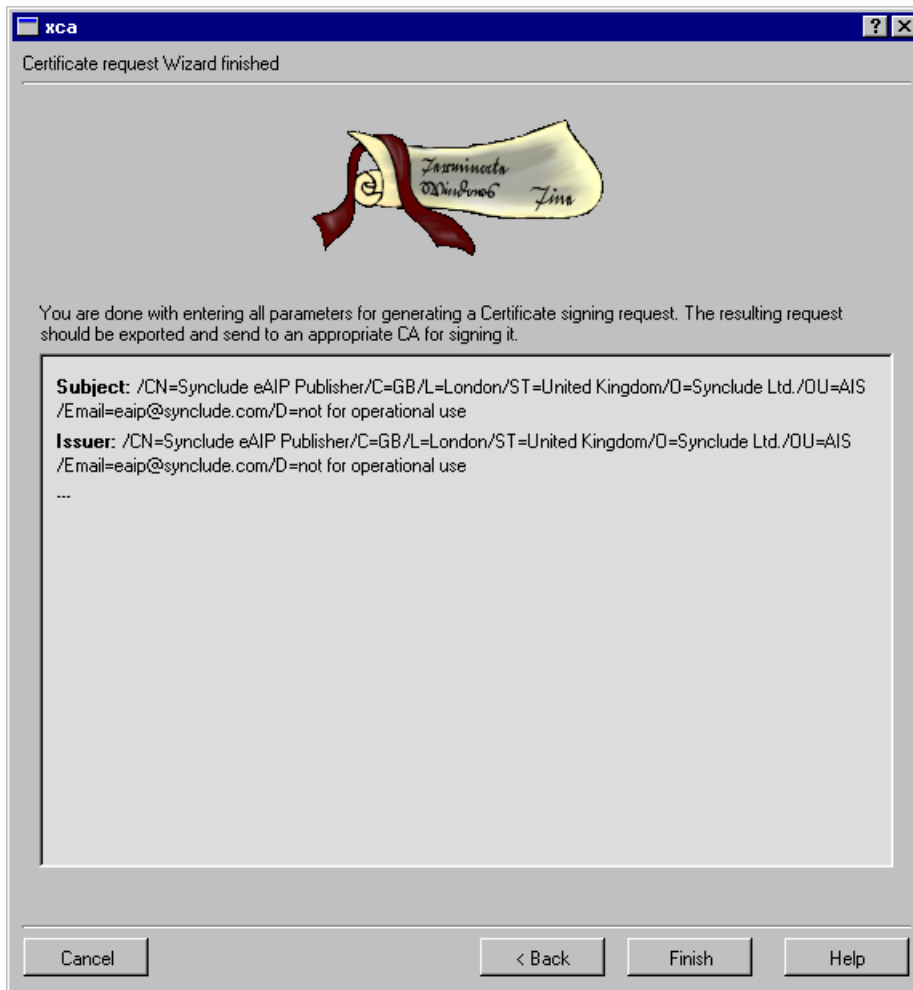 xca
Certificate request Wizard finished
Terminate
Windows
Fine
You are done with entering all parameters for generating a Certificate signing request. The resulting request
should be exported and send to an appropriate CA for signing it.
Subject: /CN=Synclude eAIP Publisher/C=GB/L=London/ST=United Kingdom/O=Synclude Ltd./OU=AIS
/Email=eaip@synclude.com/D=not for operational use
Issuer: /CN=Synclude eAIP Publisher/C=GB/L=London/ST=United Kingdom/O=Synclude Ltd./OU=AIS
/Email=eaip@synclude.com/D=not for operational use
---
Cancel
< Back
Finish
Help